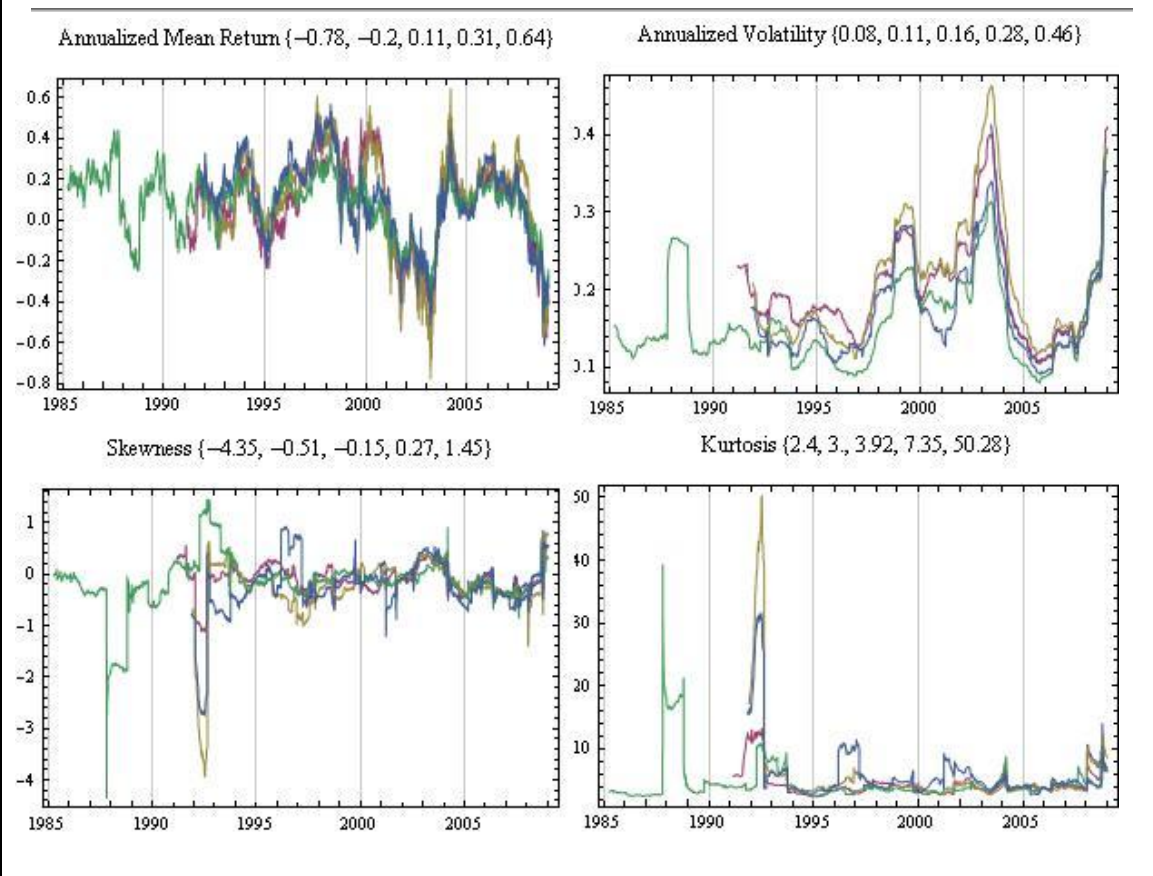 Annualized Mean Return {−0.78, −0.2, 0.11, 0.31, 0.64}
Annualized Volatility {0.08, 0.11, 0.16, 0.28, 0.46}
0.6
0.4
0.2
0.0
−0.2
−0.4
−0.6
−0.8
1985 1990 1995 2000 2005
0.4
0.3
0.2
0.1
1985 1990 1995 2000 2005
Skewness {−4.35, −0.51, −0.15, 0.27, 1.45}
Kurtosis {2.4, 3., 3.92, 7.35, 50.28}
1
0
−1
−2
−3
−4
1985 1990 1995 2000 2005
50
40
30
20
10
1985 1990 1995 2000 2005